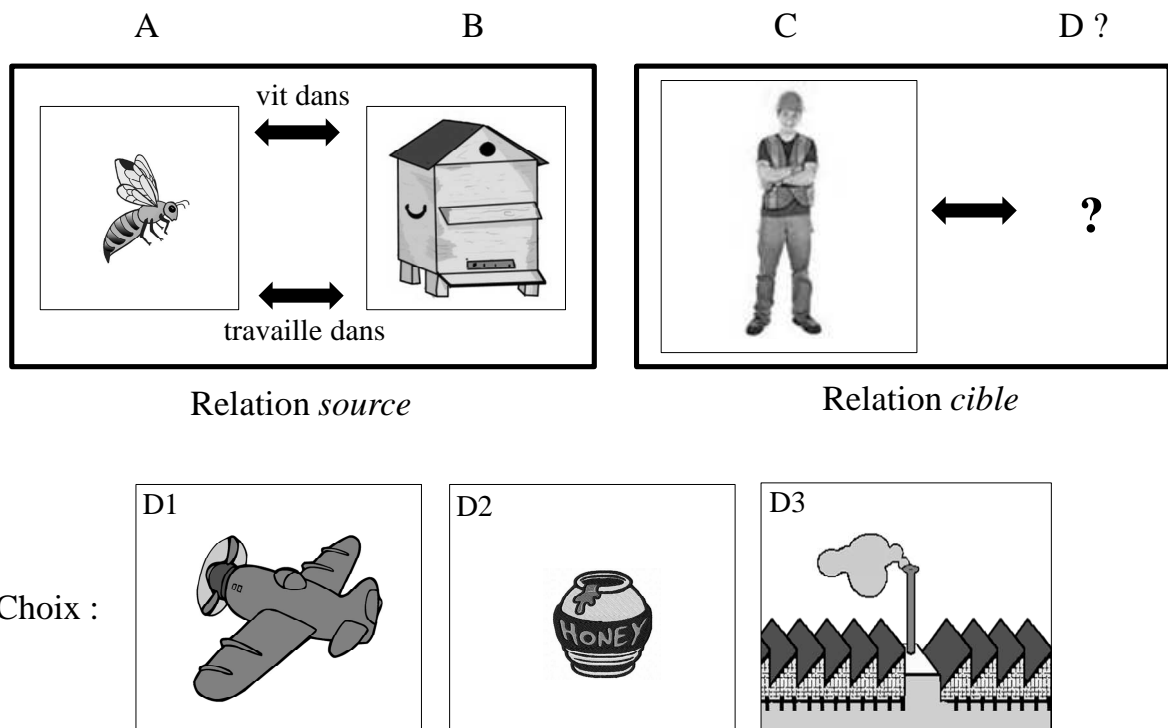 A B C D ?
vit dans
?
travaille dans
Relation source
Relation cible
D1 D2 D3
Choix :
HONEY